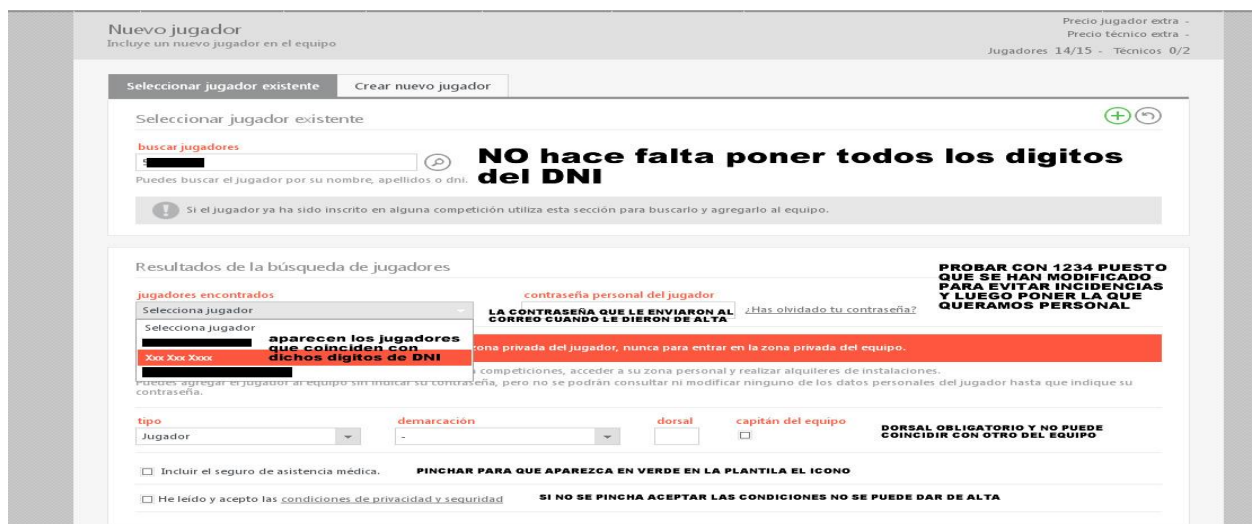 Nuevo jugador
Incluye un nuevo jugador en el equipo
Precio jugador extra -
Precio técnico extra -
Jugadores 14/15 - Técnicos 0/2
Seleccionar jugador existente
Crear nuevo jugador
Seleccionar jugador existente
buscar jugadores
NO hace falta poner todos los digitos
del DNI
Puedes buscar el jugador por su nombre, apellidos o dni.
Si el jugador ya ha sido inscrito en alguna competición utiliza esta sección para buscarlo y agregarlo al equipo.
Resultados de la búsqueda de jugadores
PROBAR CON 1234 PUESTO
QUE SE HAN MODIFICADO
PARA EVITAR INCIDENCIAS
Y LUEGO PONER LA QUE
QUERAMOS PERSONAL
jugadores encontrados
contraseña personal del jugador
Selecciona jugador
LA CONTRASEÑA QUE LE ENVIARON AL
CORREO CUANDO LE DIERON DE ALTA
¿Has olvidado tu contraseña?
Selecciona jugador
aparecen los jugadores
que coinciden con
dichos digitos de DNI
Xxx Xxx Xxxx
zona privada del jugador, nunca para entrar en la zona privada del equipo.
competiciones, acceder a su zona personal y realizar alquileres de instalaciones.
Puedes agregar el jugador al equipo sin indicar su contraseña, pero no se podrán consultar ni modificar ninguno de los datos personales del jugador hasta que indique su
contraseña.
tipo
demarcación
dorsal
capitán del equipo
Jugador
-
DORSAL OBLIGATORIO Y NO PUEDE
COINCIDIR CON OTRO DEL EQUIPO
Incluir el seguro de asistencia médica.
PINCHAR PARA QUE APAREZCA EN VERDE EN LA PLANTILA EL ICONO
He leído y acepto las condiciones de privacidad y seguridad
SI NO SE PINCHA ACEPTAR LAS CONDICIONES NO SE PUEDE DAR DE ALTA